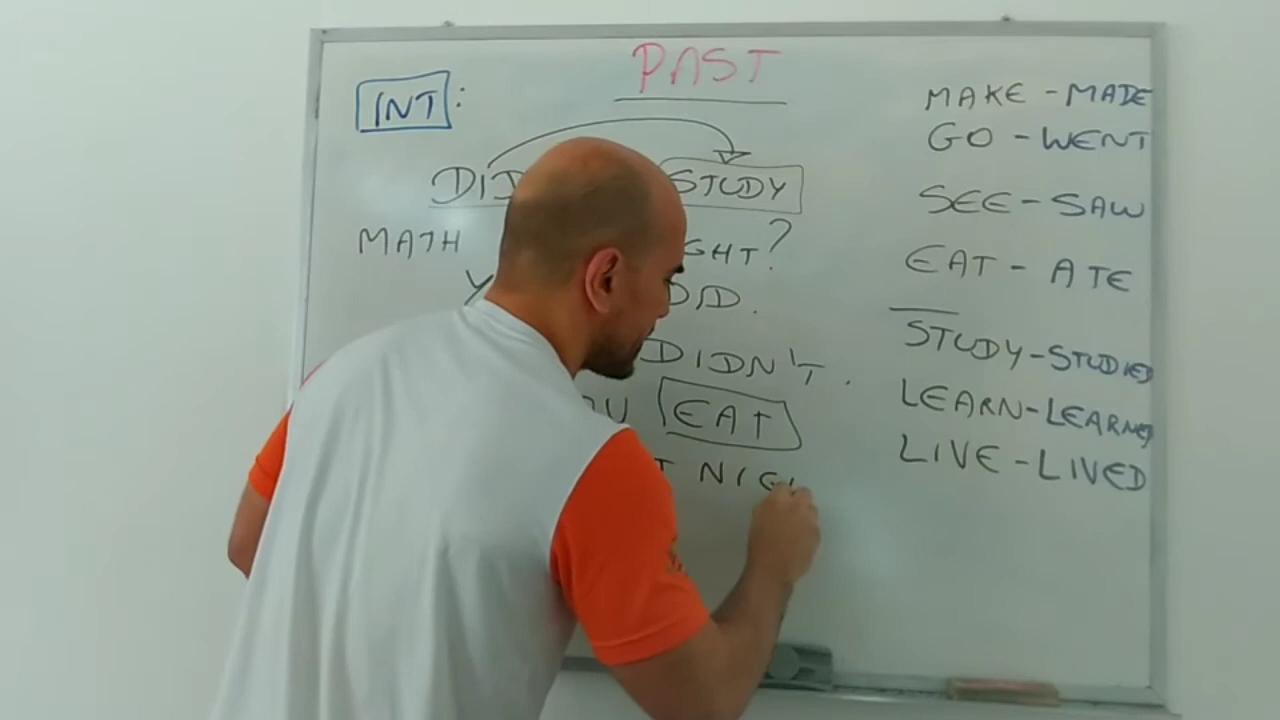 PAST
INT:
DID STUDY
MATH GHT?
Y DID.
DIDN'T.
EAT
T NIG
MAKE - MADE
GO - WENT
SEE - SAW
EAT - ATE
STUDY - STUDIED
LEARN - LEARNED
LIVE - LIVED